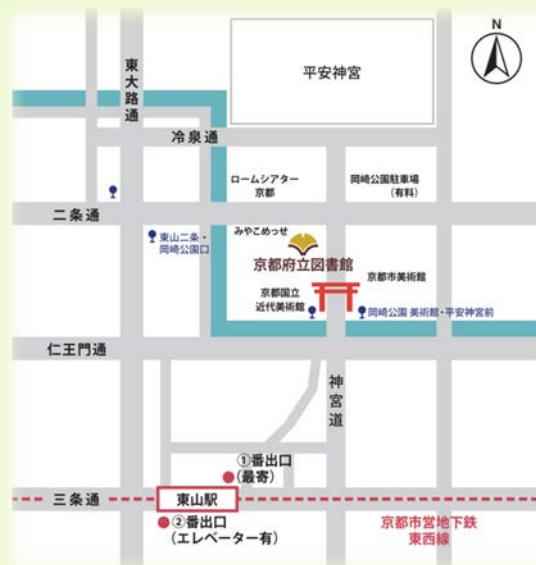 N
平安神宮
東大路通
冷泉通
ロームシアター
京都
岡崎公園駐車場
(有料)
二条通
東山二条・
岡崎公園口
みやこめっせ
京都府立図書館
京都市美術館
京都国立
近代美術館
岡崎公園 美術館・平安神宮前
仁王門通
神宮道
①番出口
(最寄)
三条通
東山駅
②番出口
(エレベーター有)
京都市営地下鉄
東西線